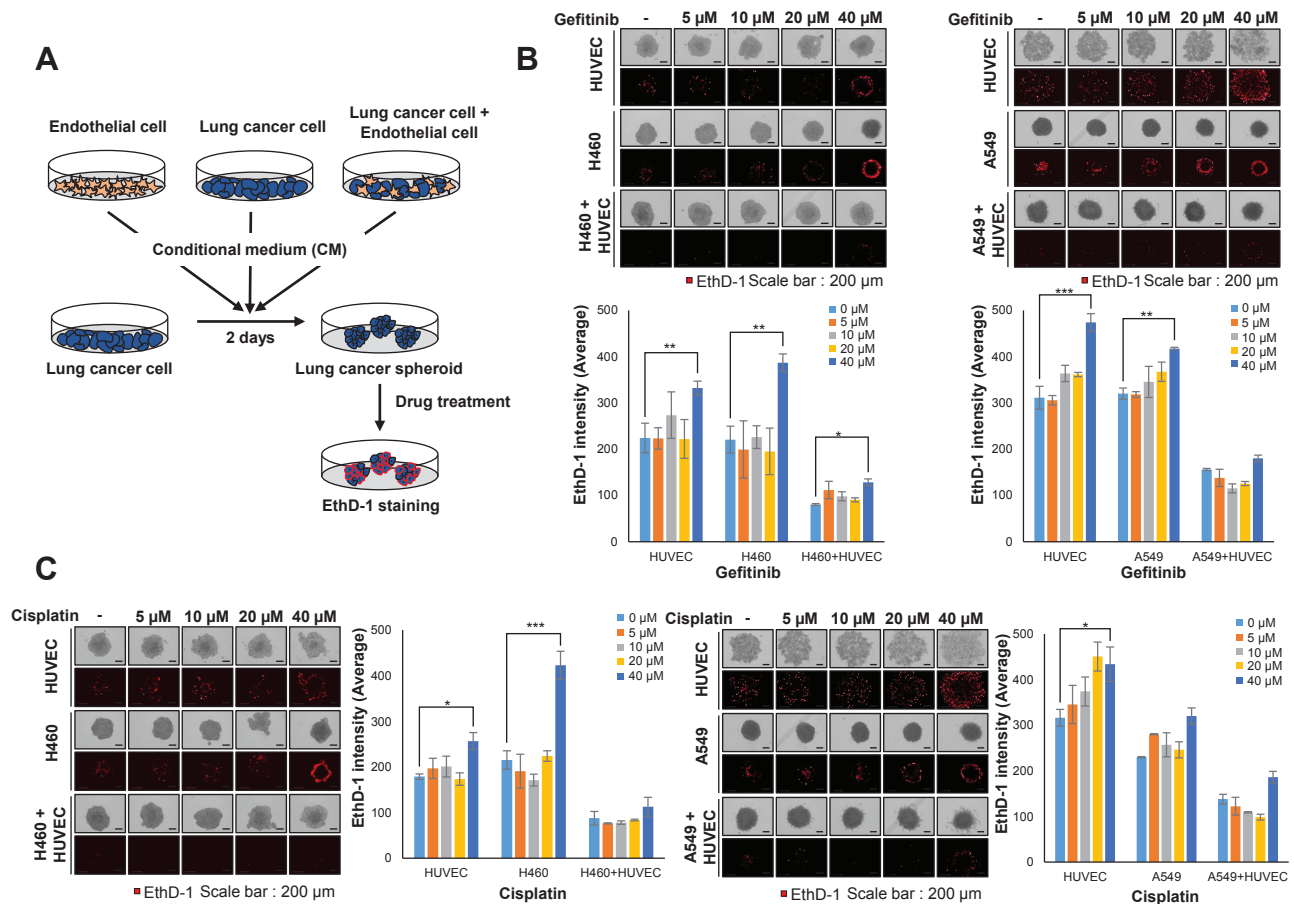 A
Endothelial cell
Lung cancer cell
Lung cancer cell +
Endothelial cell
Conditional medium (CM)
2 days
Lung cancer cell
Lung cancer spheroid
Drug treatment
EthD-1 staining
B
Gefitinib - 5 µM 10 µM 20 µM 40 µM
HUVEC
H460
H460 +
HUVEC
EthD-1 Scale bar : 200 µm
EthD-1 intensity (Average)
500
400
300
200
100
0
**
**
*
0 µM
5 µM
10 µM
20 µM
40 µM
HUVEC H460 H460+HUVEC
Gefitinib
Gefitinib - 5 µM 10 µM 20 µM 40 µM
HUVEC
A549
A549 +
HUVEC
EthD-1 Scale bar : 200 µm
EthD-1 intensity (Average)
500
400
300
200
100
0
***
**
0 µM
5 µM
10 µM
20 µM
40 µM
HUVEC A549 A549+HUVEC
Gefitinib
C
Cisplatin - 5 µM 10 µM 20 µM 40 µM
HUVEC
H460
H460 +
HUVEC
EthD-1 Scale bar : 200 µm
EthD-1 intensity (Average)
500
400
300
200
100
0
*
***
0 µM
5 µM
10 µM
20 µM
40 µM
HUVEC H460 H460+HUVEC
Cisplatin
Cisplatin - 5 µM 10 µM 20 µM 40 µM
HUVEC
A549
A549 +
HUVEC
EthD-1 Scale bar : 200 µm
EthD-1 intensity (Average)
500
400
300
200
100
0
*
0 µM
5 µM
10 µM
20 µM
40 µM
HUVEC A549 A549+HUVEC
Cisplatin